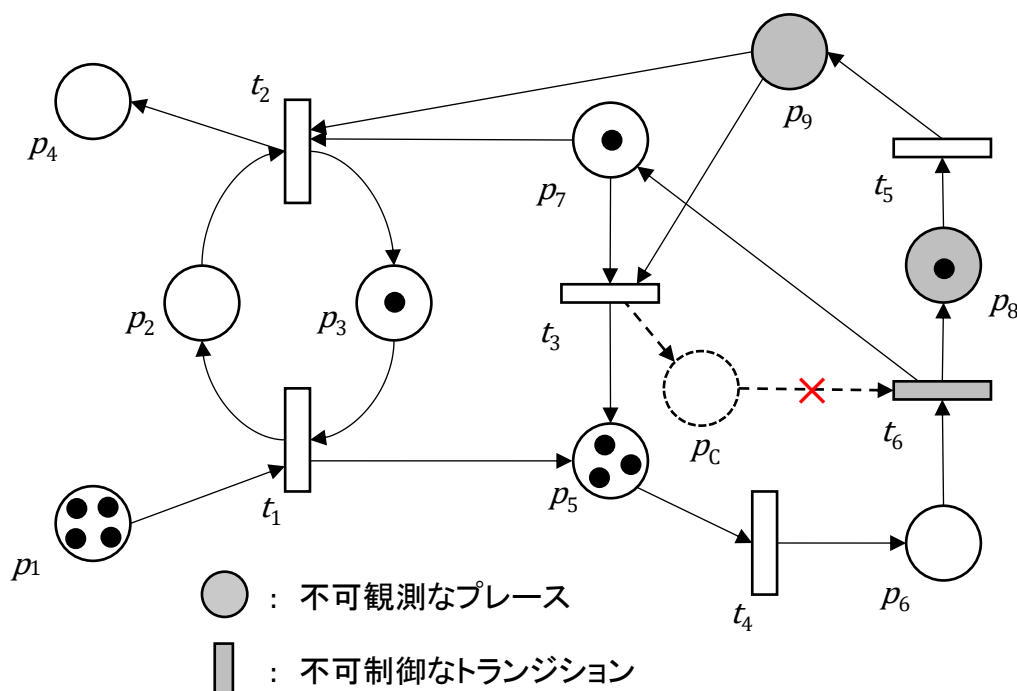 p4
t2
p9
p7
t5
p2
p3
t3
p8
pC
t6
p1
t1
p5
t4
p6
: 不可観測なプレース
: 不可制御なトランジション